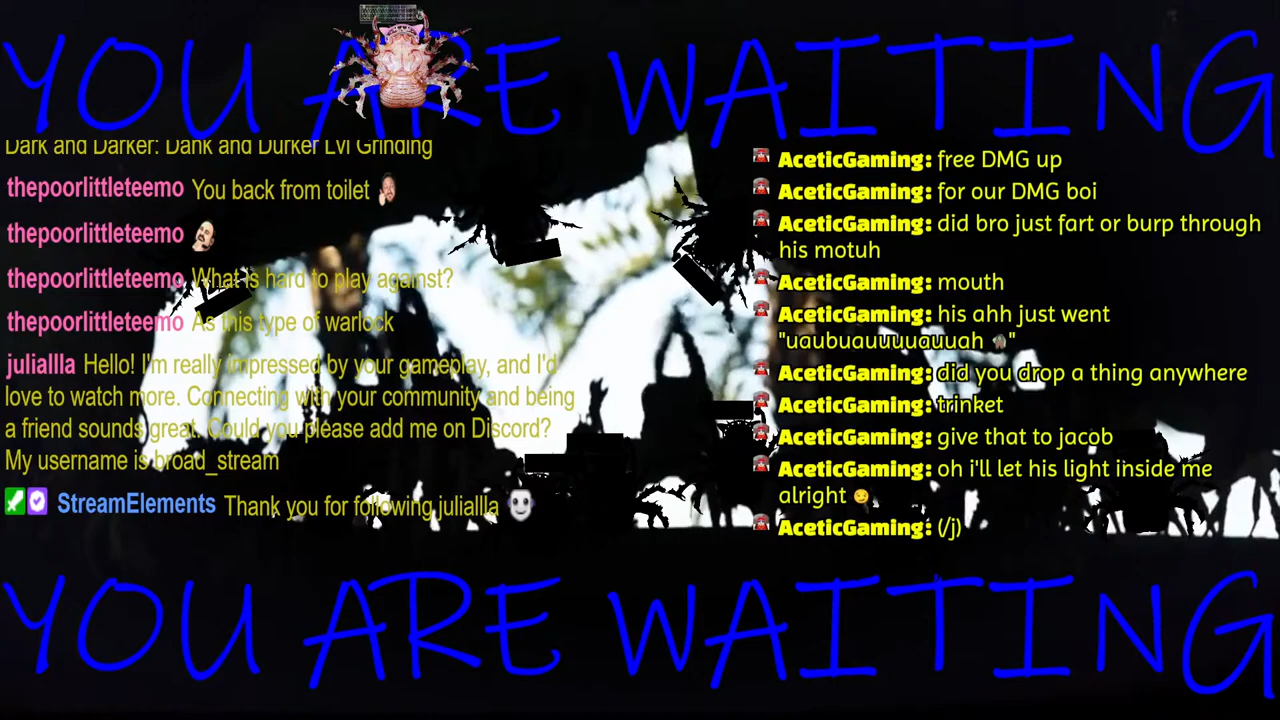 YOU ARE WAITING
Dark and Darker: Dank and Durker Lvl Grinding
thepoorlittleteemo You back from toilet
thepoorlittleteemo
thepoorlittleteemo What is hard to play against?
thepoorlittleteemo As this type of warlock
juliallla Hello! I'm really impressed by your gameplay, and I'd
love to watch more. Connecting with your community and being
a friend sounds great. Could you please add me on Discord?
My username is broad_stream
StreamElements Thank you for following juliallla
AceticGaming: free DMG up
AceticGaming: for our DMG boi
AceticGaming: did bro just fart or burp through
his motuh
AceticGaming: mouth
AceticGaming: his ahh just went
"uaubuauuuuauuah "
AceticGaming: did you drop a thing anywhere
AceticGaming: trinket
AceticGaming: give that to jacob
AceticGaming: oh i'll let his light inside me
alright 😏
AceticGaming: (/j)
YOU ARE WAITING